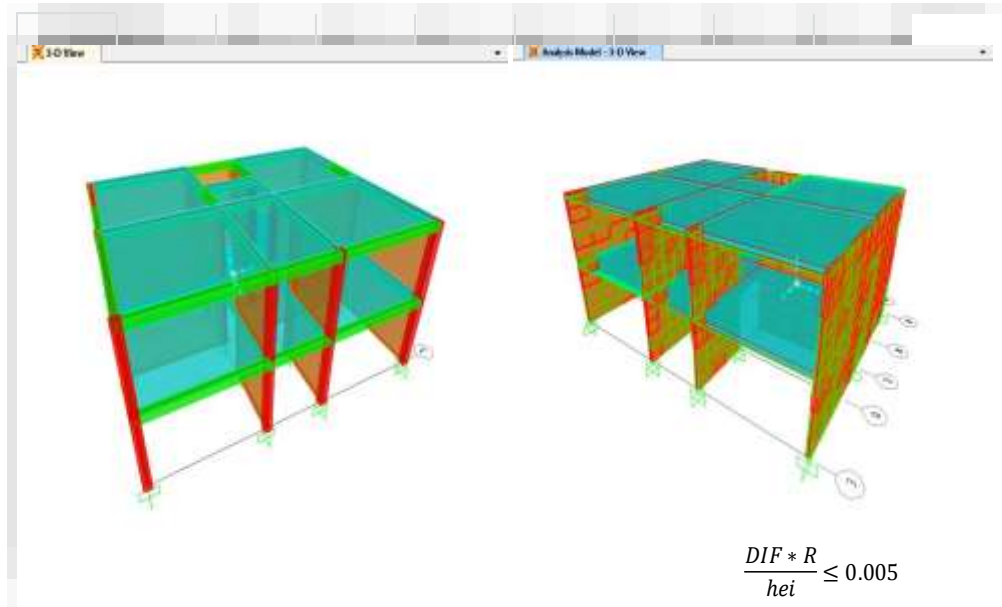 3-D View
Analysis Model - 3-D View
DIF * R
hei
≤ 0.005